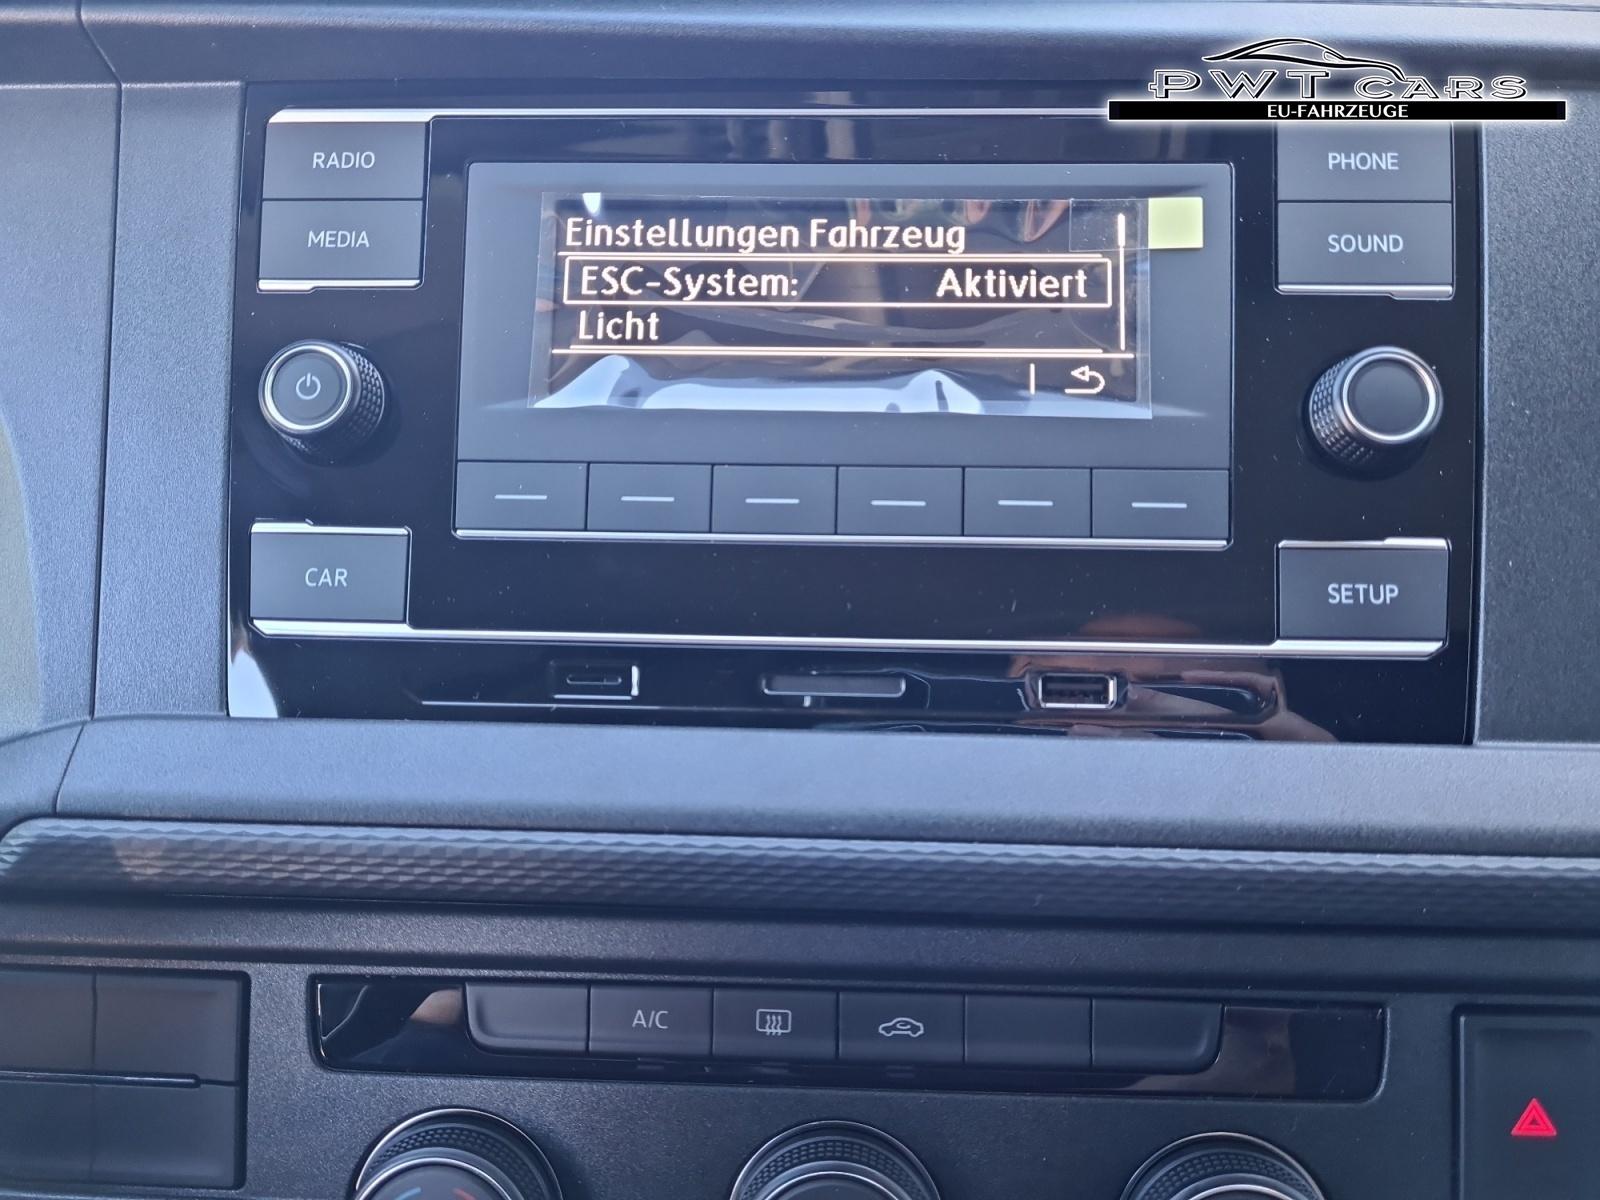 PWT CARS
EU-FAHRZEUGE
RADIO
MEDIA
PHONE
SOUND
Einstellungen Fahrzeug
ESC-System: Aktiviert
Licht
CAR
SETUP
A/C